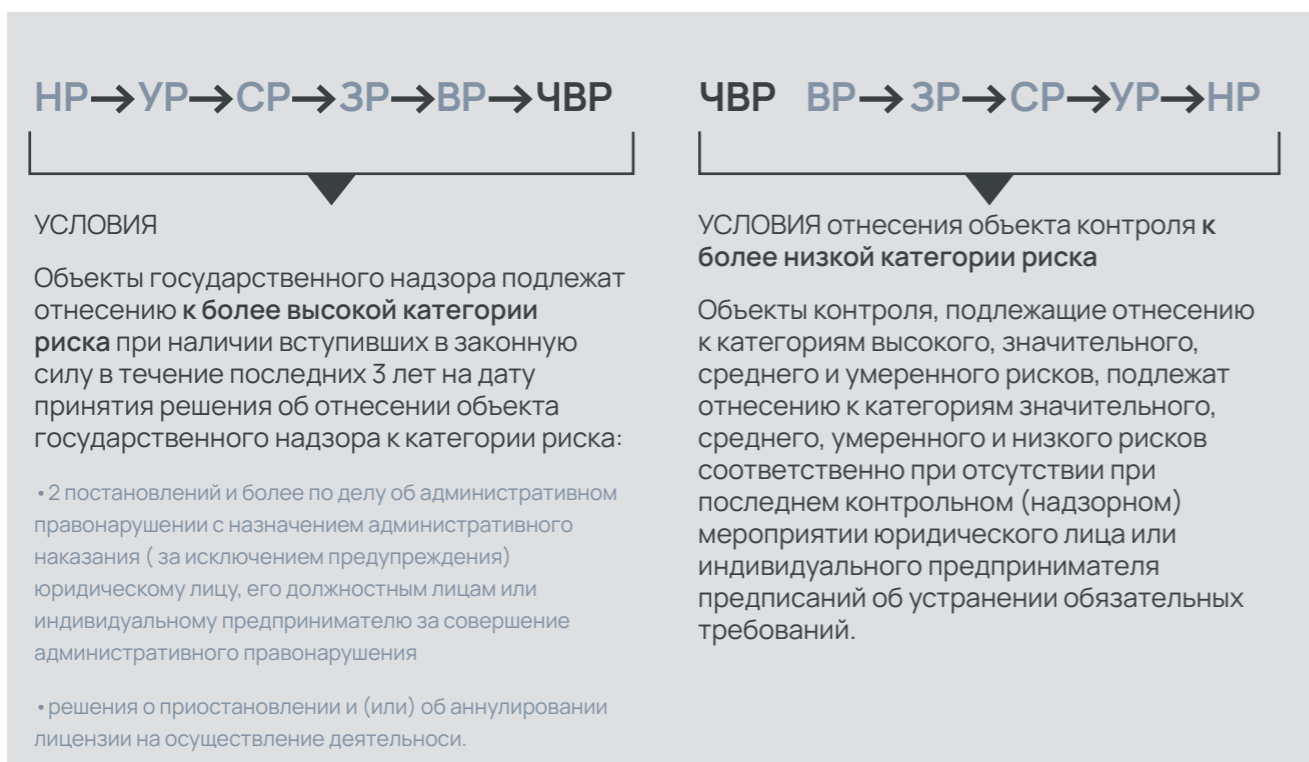 НР→УР→СР→ЗР→ВР→ЧВР
УСЛОВИЯ
Объекты государственного надзора подлежат
отнесению к более высокой категории
риска при наличии вступивших в законную
силу в течение последних 3 лет на дату
принятия решения об отнесении объекта
государственного надзора к категории риска:
•2 постановлений и более по делу об административном
правонарушении с назначением административного
наказания ( за исключением предупреждения)
юридическому лицу, его должностным лицам или
индивидуальному предпринимателю за совершение
административного правонарушения
•решения о приостановлении и (или) об аннулировании
лицензии на осуществление деятельноси.
ЧВР ВР→ЗР→СР→УР→НР
УСЛОВИЯ отнесения объекта контроля к
более низкой категории риска
Объекты контроля, подлежащие отнесению
к категориям высокого, значительного,
среднего и умеренного рисков, подлежат
отнесению к категориям значительного,
среднего, умеренного и низкого рисков
соответственно при отсутствии при
последнем контрольном (надзорном)
мероприятии юридического лица или
индивидуального предпринимателя
предписаний об устранении обязательных
требований.